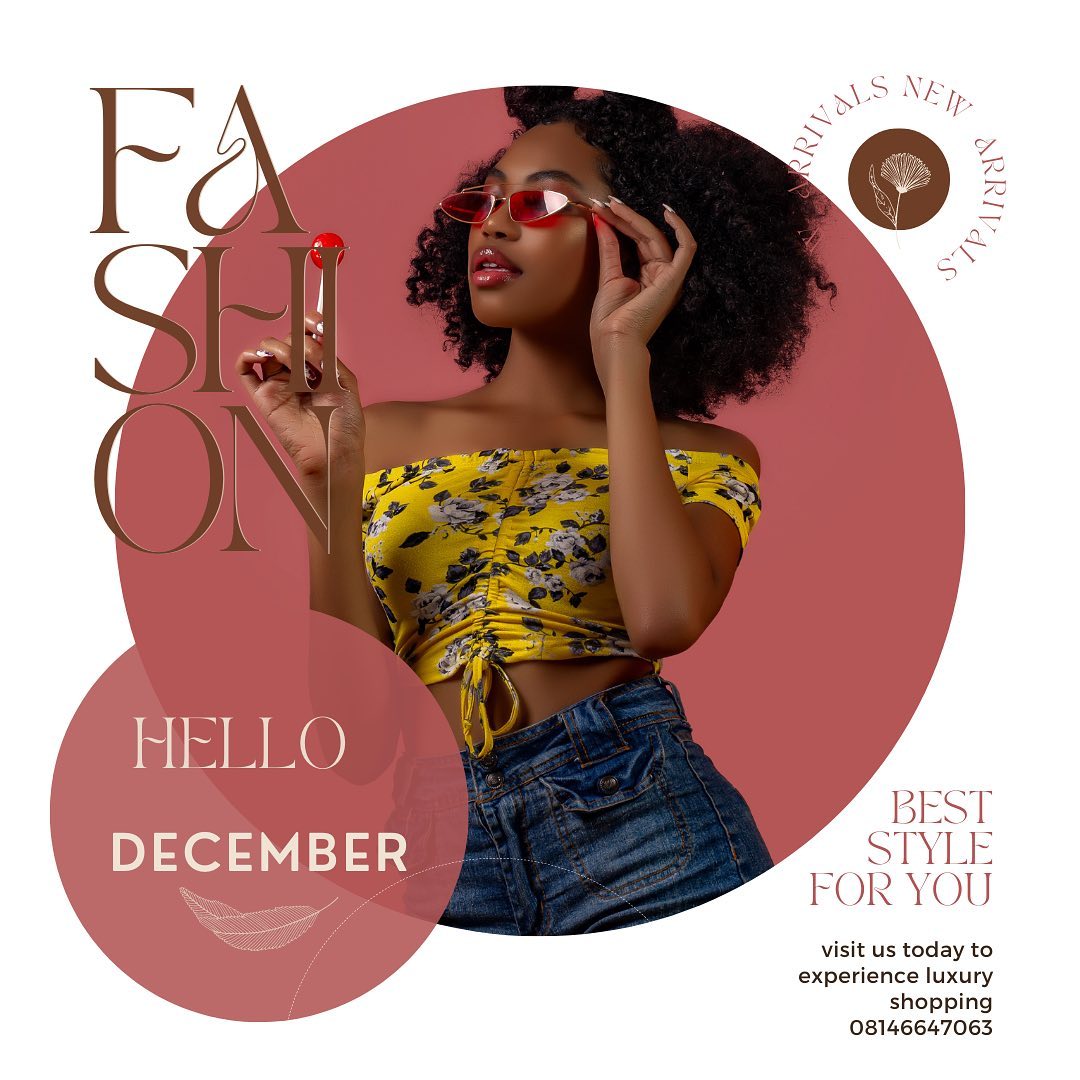 FA
SHI
ON
ARRIVALS NEW ARRIVALS
HELLO
DECEMBER
BEST
STYLE
FOR YOU
visit us today to
experience luxury
shopping
08146647063